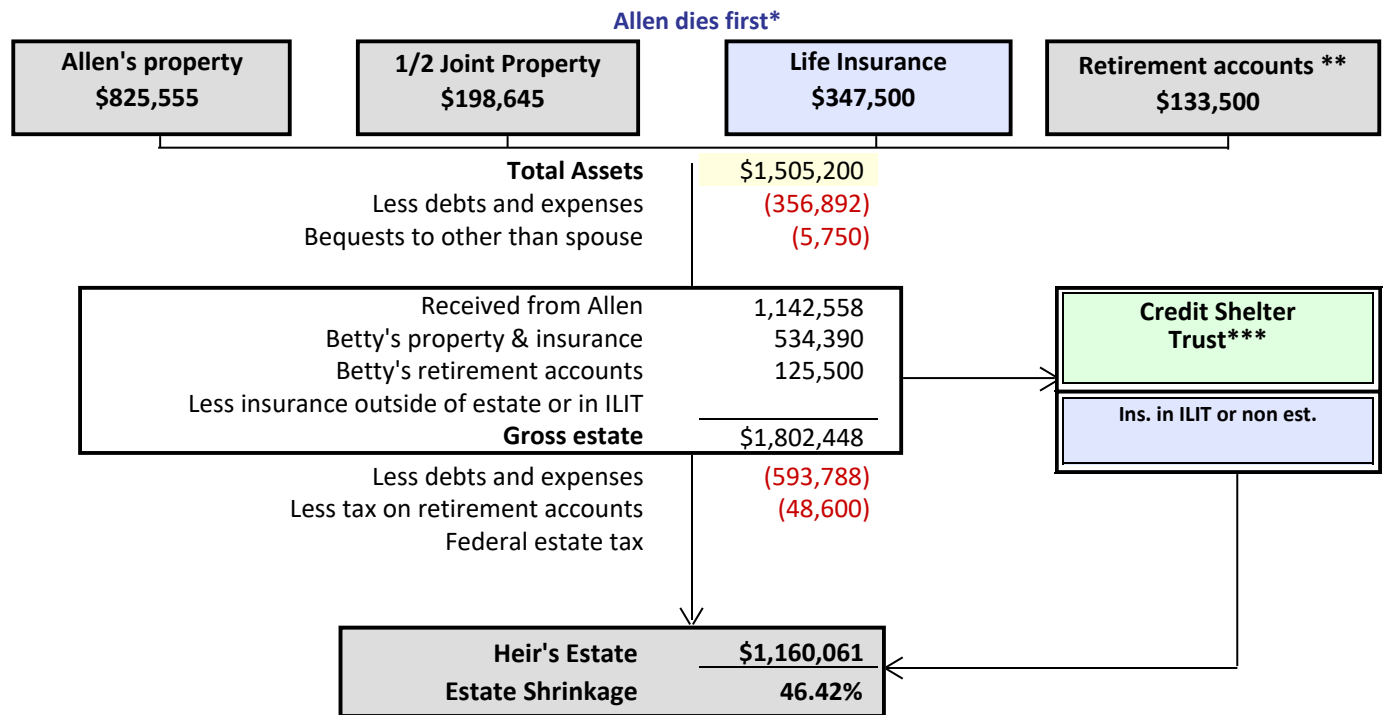 Allen dies first*
Allen's property
$825,555
1/2 Joint Property
$198,645
Life Insurance
$347,500
Retirement accounts **
$133,500
Total Assets $1,505,200
Less debts and expenses (356,892)
Bequests to other than spouse (5,750)
Received from Allen 1,142,558
Betty's property & insurance 534,390
Betty's retirement accounts 125,500
Less insurance outside of estate or in ILIT
Gross estate $1,802,448
Credit Shelter
Trust***
Ins. in ILIT or non est.
Less debts and expenses (593,788)
Less tax on retirement accounts (48,600)
Federal estate tax
Heir's Estate $1,160,061
Estate Shrinkage 46.42%